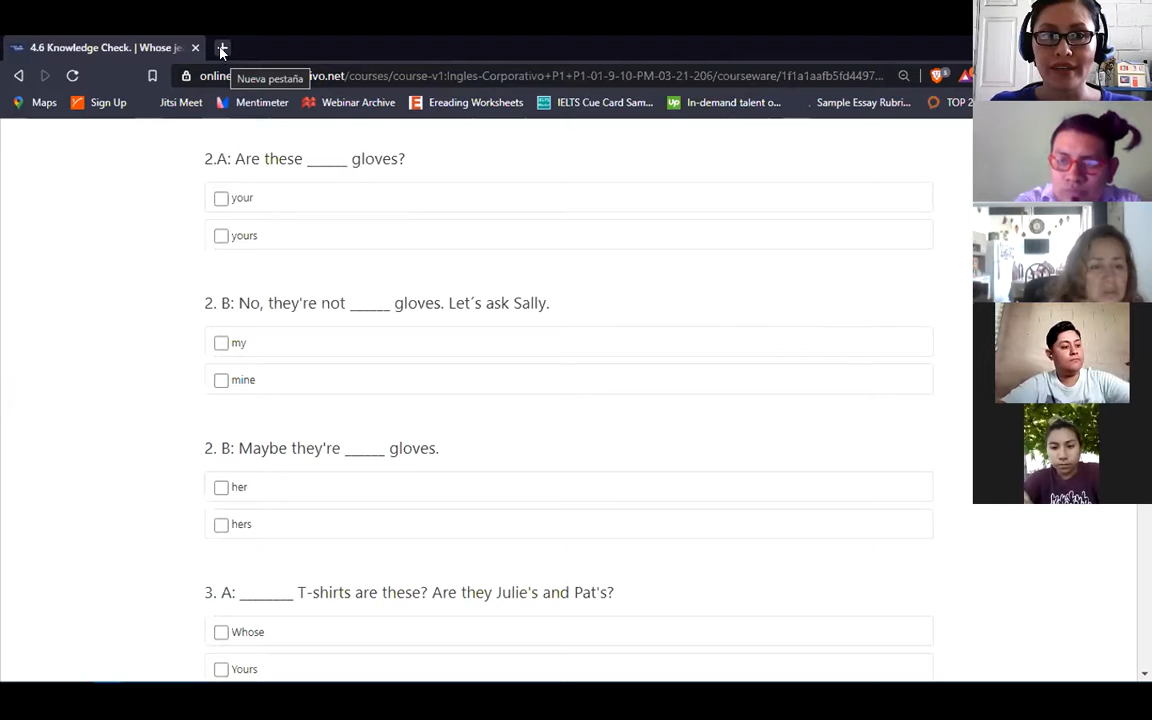 4.6 Knowledge Check. | Whose je
Nueva pestaña
online ivo.net/courses/course-v1:Ingles-Corporativo+P1+P1-01-9-10-PM-03-21-206/courseware/1f1a1aafb5fd4497...
Maps Sign Up Jitsi Meet Mentimeter Webinar Archive Ereading Worksheets IELTS Cue Card Sam... Up In-demand talent o... Sample Essay Rubri... TOP 2
2.A: Are these _____ gloves?
your
yours
2. B: No, they're not _____ gloves. Let´s ask Sally.
my
mine
2. B: Maybe they're _____ gloves.
her
hers
3. A: _______ T-shirts are these? Are they Julie's and Pat's?
Whose
Yours